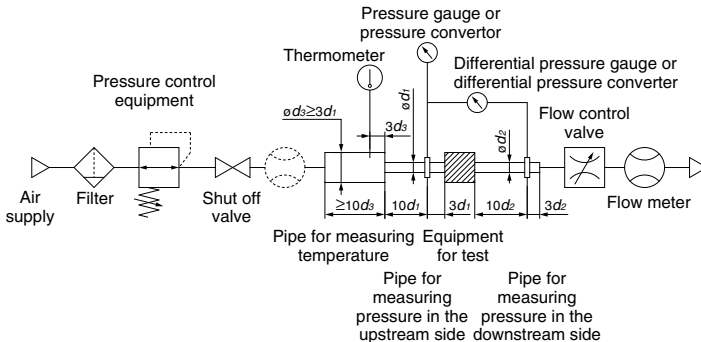 Pressure gauge or
pressure convertor
Thermometer
Differential pressure gauge or
differential pressure converter
Pressure control
equipment
ød3≥3d1
3d3
ød1
ød2
Flow control
valve
Air
supply
Filter
Shut off
valve
≥10d3
10d1
3d1
10d2
3d2
Flow meter
Pipe for measuring
temperature
Equipment
for test
Pipe for
measuring
pressure in the
upstream side
Pipe for
measuring
pressure in the
downstream side